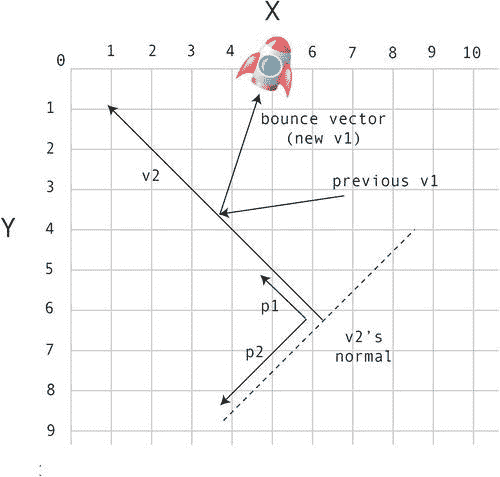 X
0 1 2 3 4 6 7 8 9 10
1
bounce vector
(new v1)
2
v2
3
previous v1
4
Y
5
6
p1
7
v2's
normal
p2
8
9